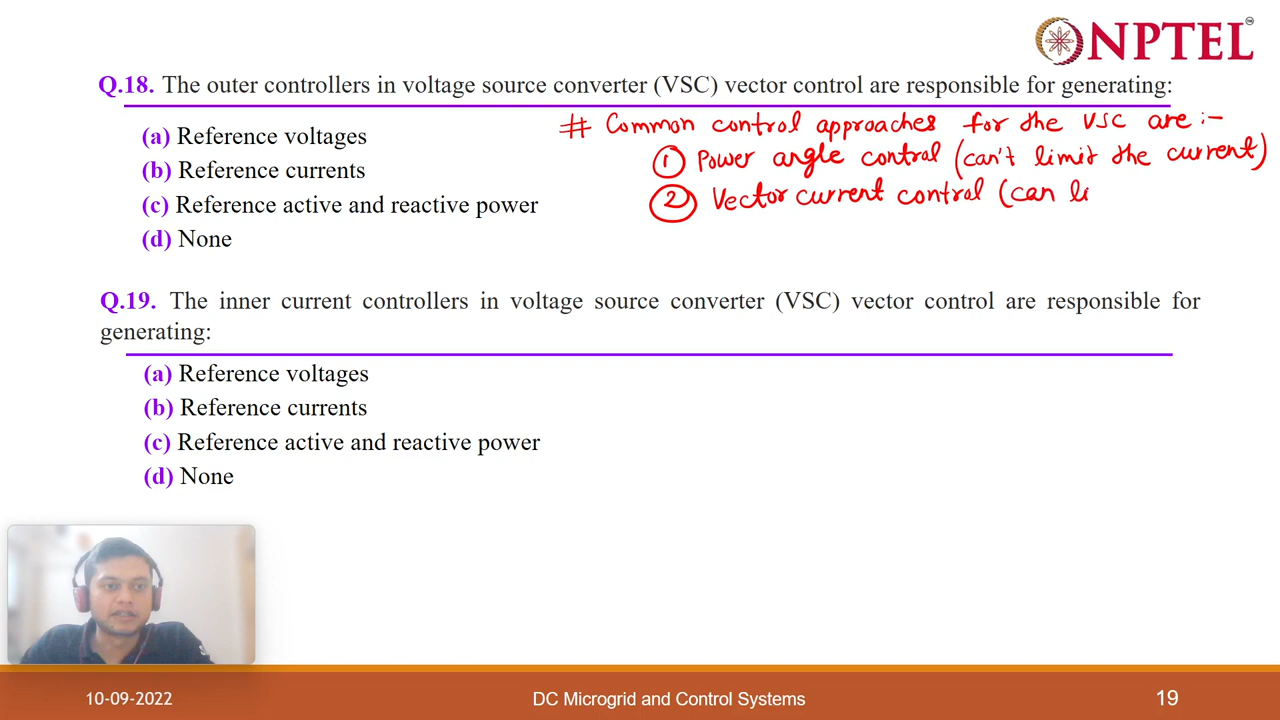 NPTEL
Q.18. The outer controllers in voltage source converter (VSC) vector control are responsible for generating:
(a) Reference voltages
(b) Reference currents
(c) Reference active and reactive power
(d) None
# Common control approaches for the VSC are :-
① Power angle control (can't limit the current)
② Vector current control (can li
Q.19. The inner current controllers in voltage source converter (VSC) vector control are responsible for
generating:
(a) Reference voltages
(b) Reference currents
(c) Reference active and reactive power
(d) None
10-09-2022
DC Microgrid and Control Systems
19